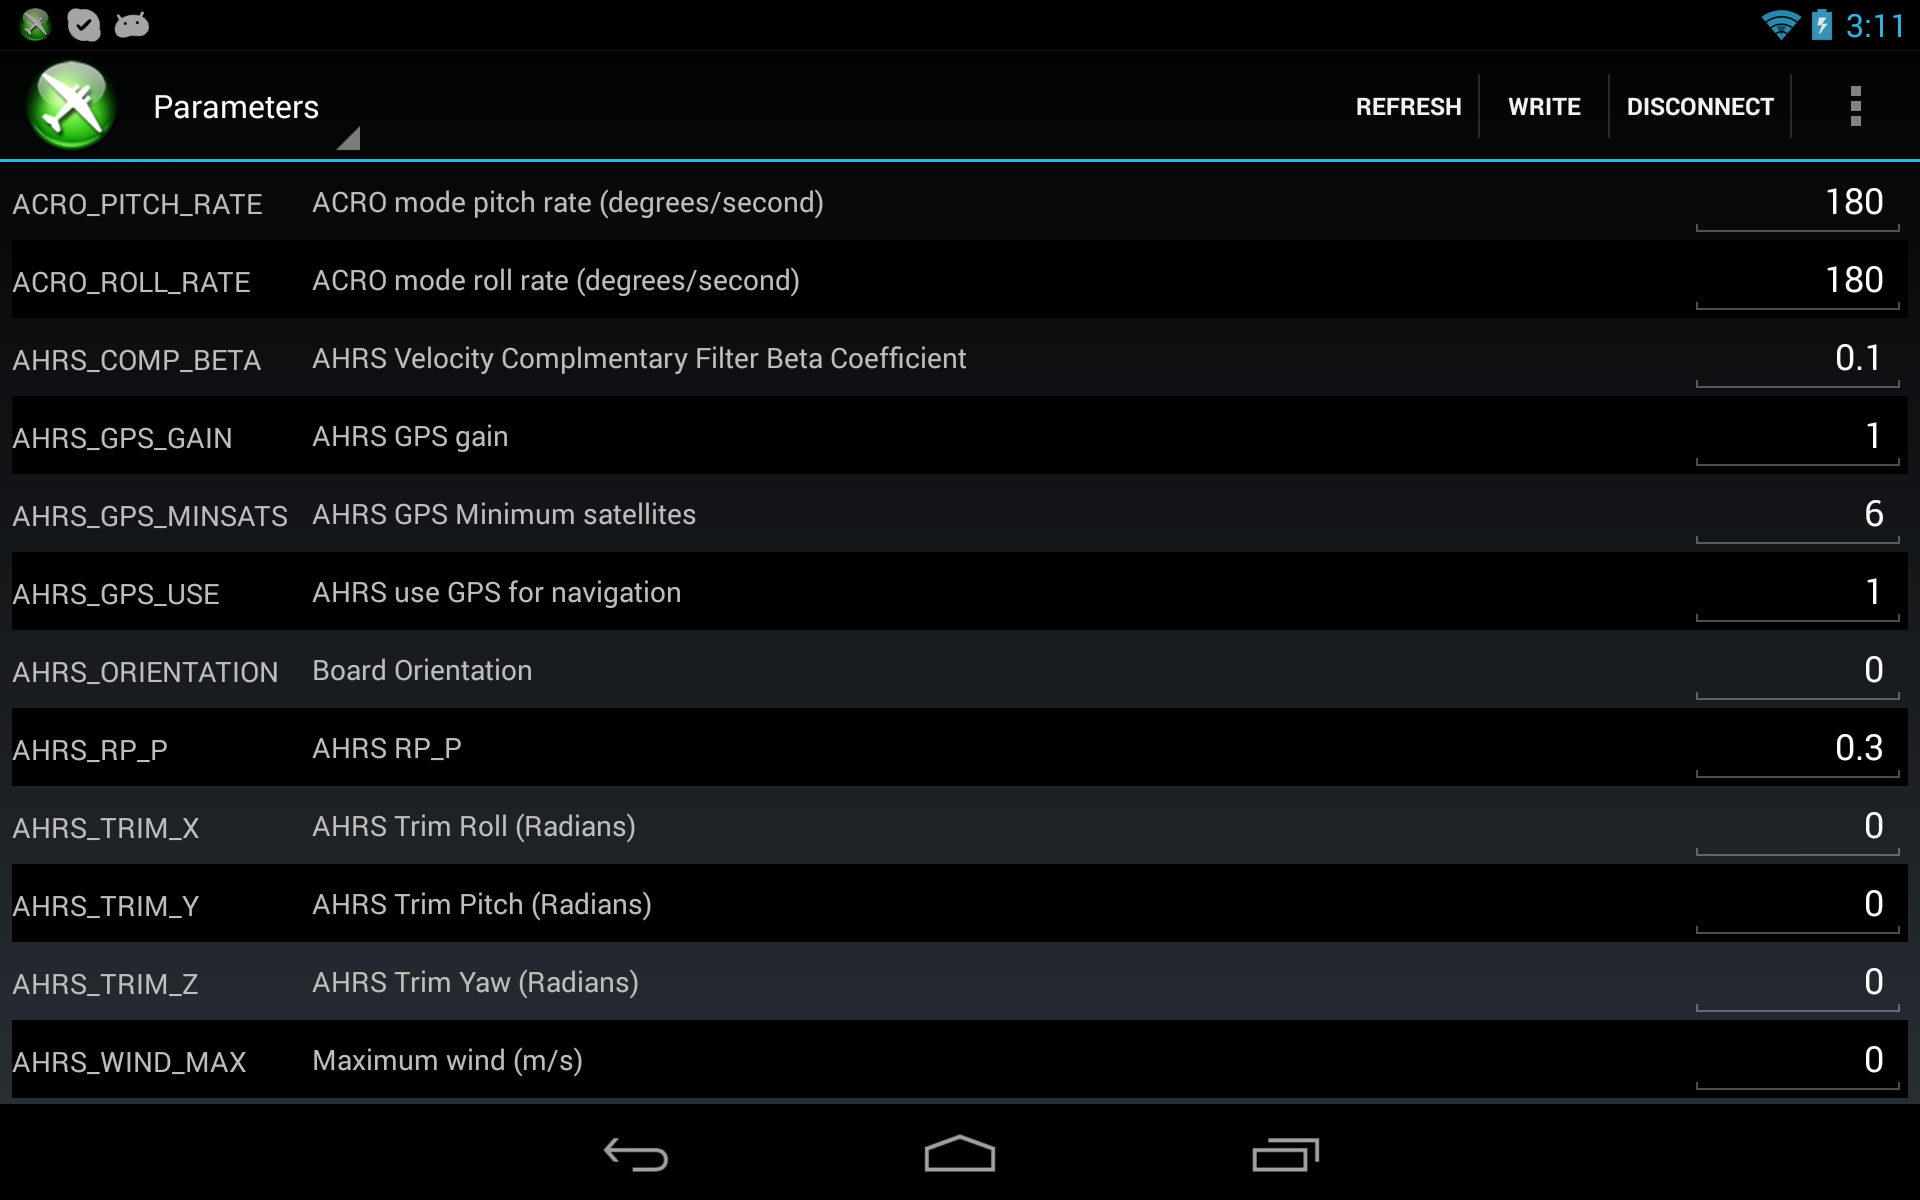 3:11
Parameters REFRESH WRITE DISCONNECT
ACRO_PITCH_RATE ACRO mode pitch rate (degrees/second) 180
ACRO_ROLL_RATE ACRO mode roll rate (degrees/second) 180
AHRS_COMP_BETA AHRS Velocity Complmentary Filter Beta Coefficient 0.1
AHRS_GPS_GAIN AHRS GPS gain 1
AHRS_GPS_MINSATS AHRS GPS Minimum satellites 6
AHRS_GPS_USE AHRS use GPS for navigation 1
AHRS_ORIENTATION Board Orientation 0
AHRS_RP_P AHRS RP_P 0.3
AHRS_TRIM_X AHRS Trim Roll (Radians) 0
AHRS_TRIM_Y AHRS Trim Pitch (Radians) 0
AHRS_TRIM_Z AHRS Trim Yaw (Radians) 0
AHRS_WIND_MAX Maximum wind (m/s) 0